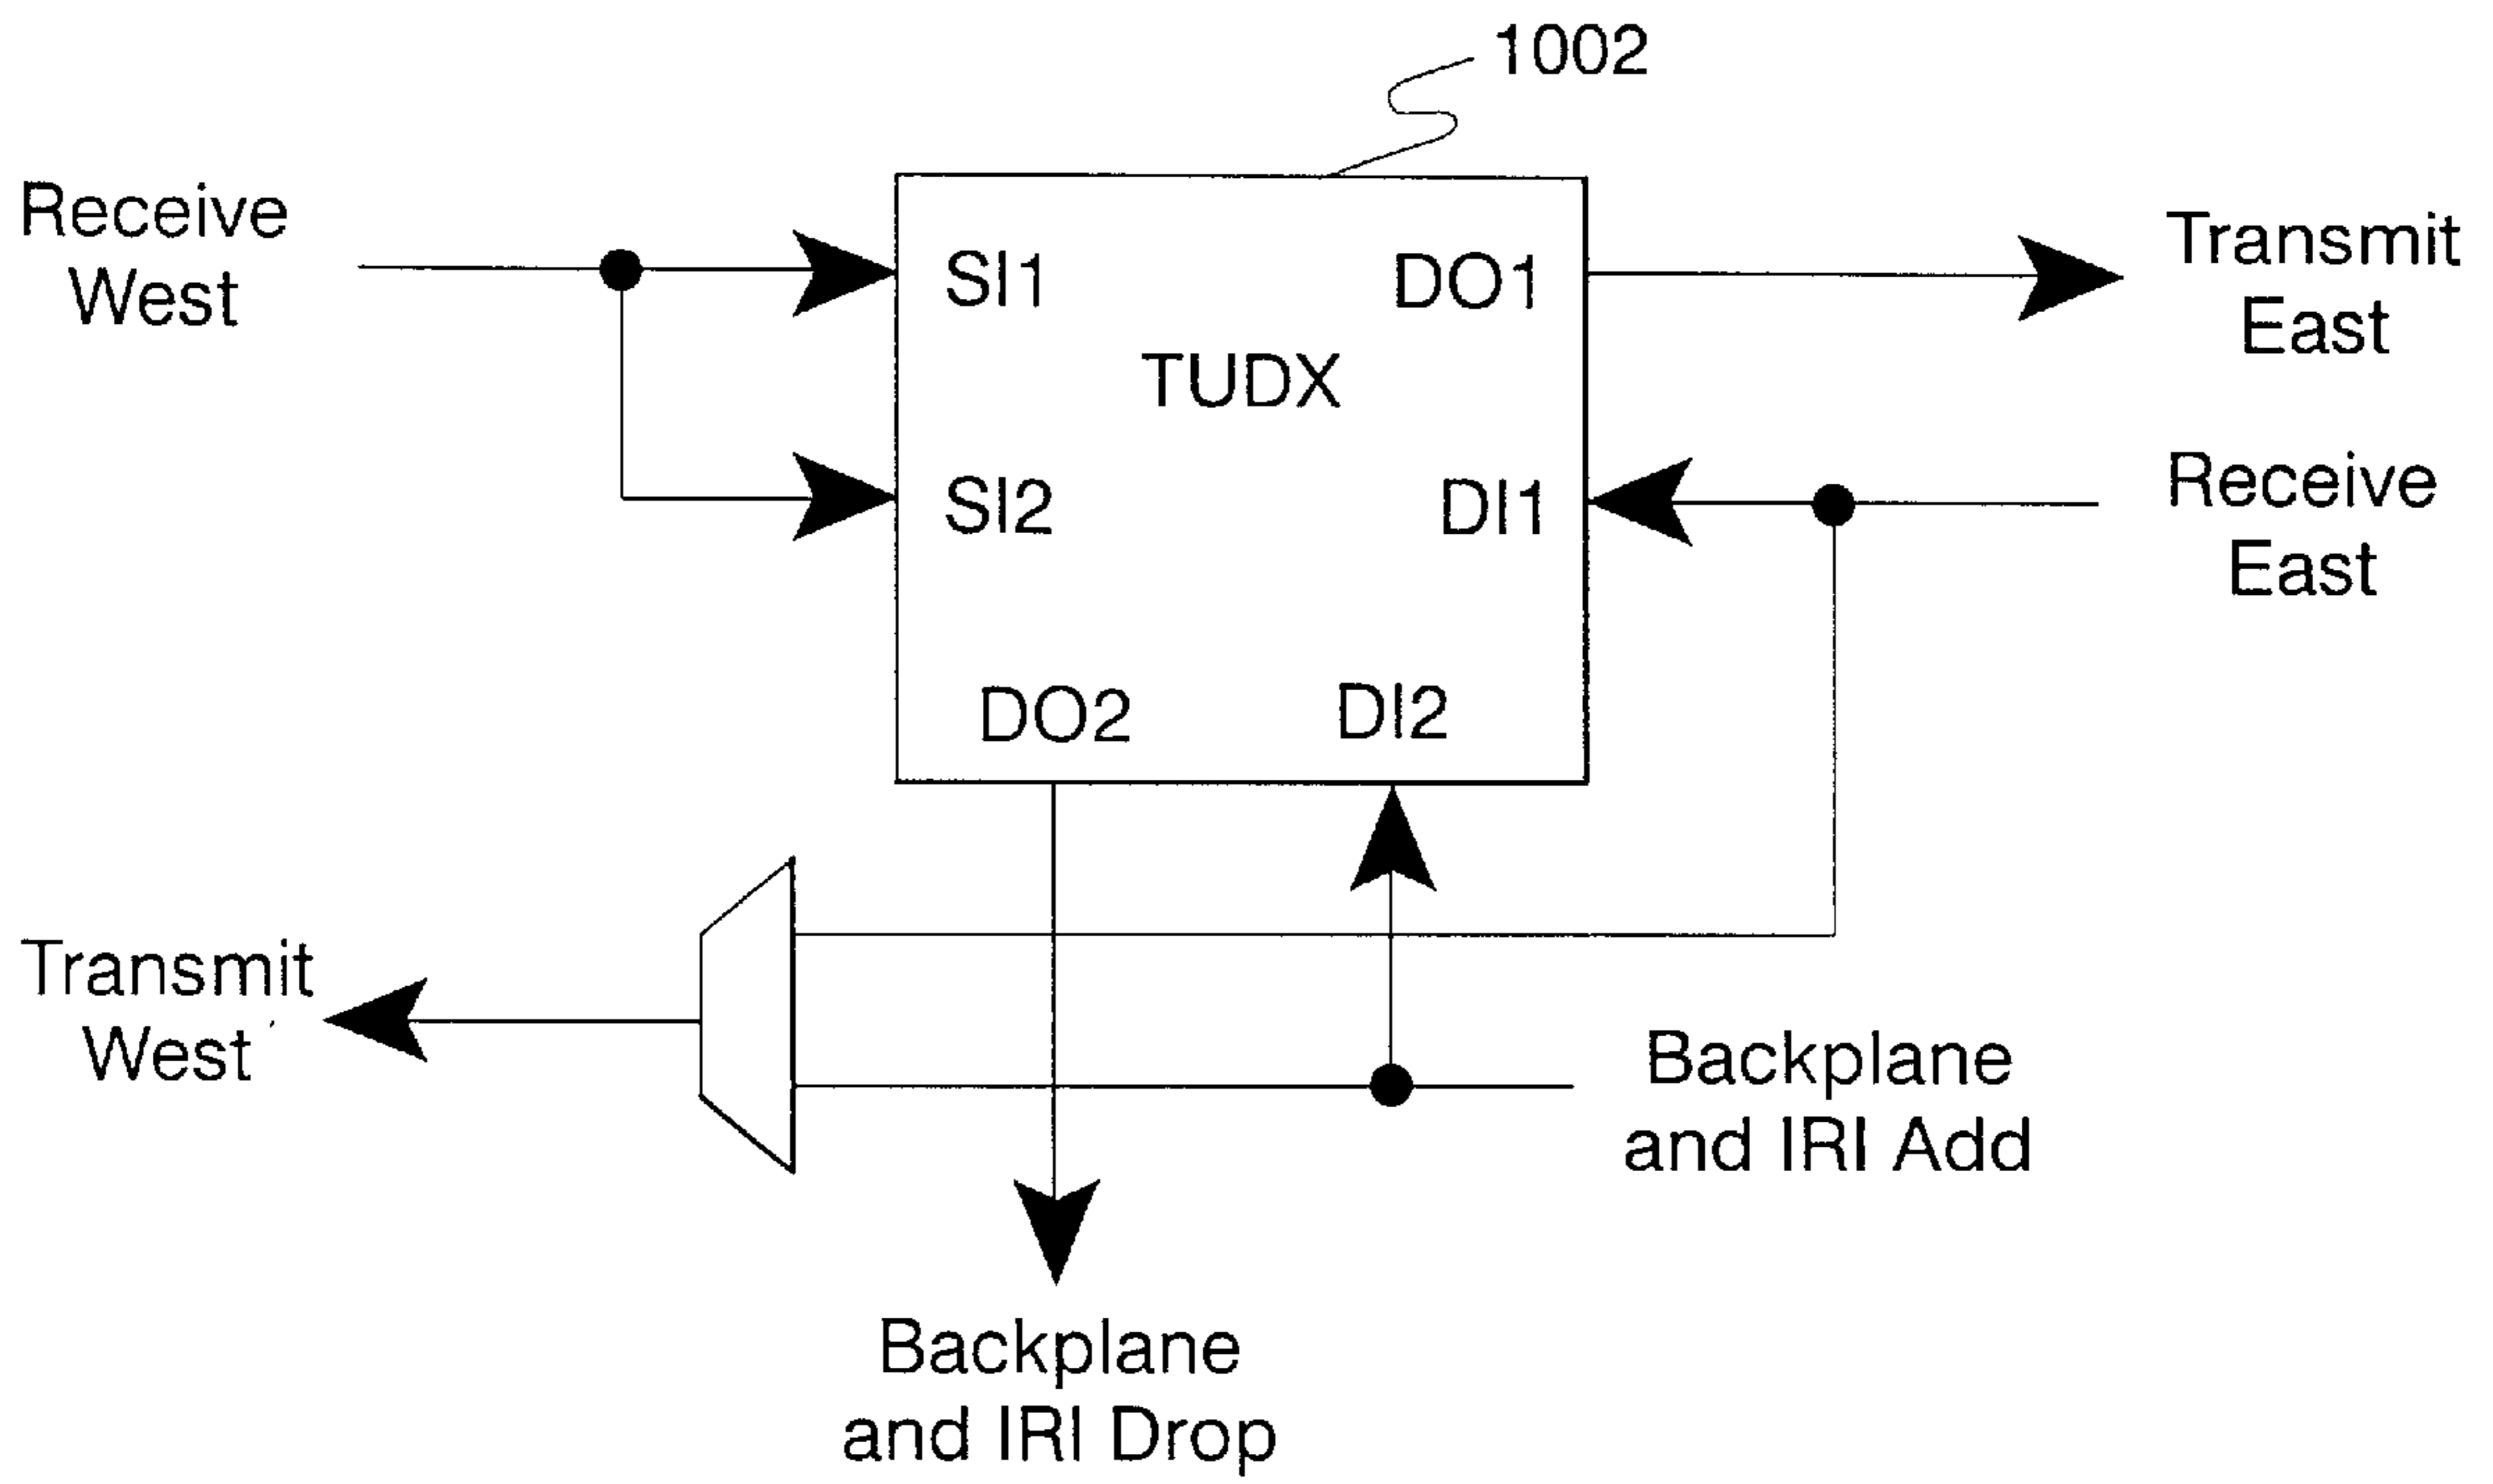 1002
Receive
West
SI1
DO1
Transmit
East
TUDX
SI2
DI1
Receive
East
DO2
DI2
Transmit
West
Backplane
and IRI Add
Backplane
and IRI Drop